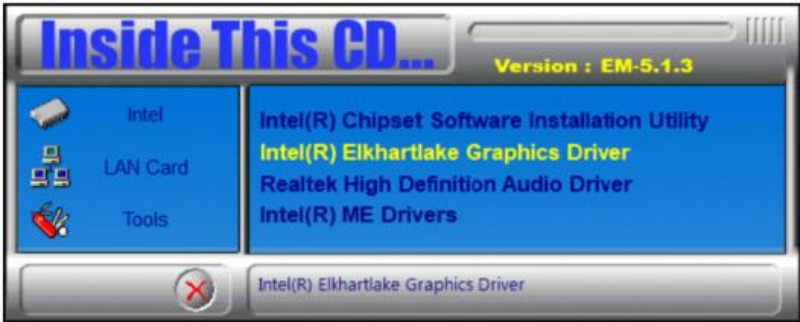 Inside This CD...
Version : EM-5.1.3
Intel
LAN Card
Tools
Intel(R) Chipset Software Installation Utility
Intel(R) Elkhartlake Graphics Driver
Realtek High Definition Audio Driver
Intel(R) ME Drivers
Intel(R) Elkhartlake Graphics Driver